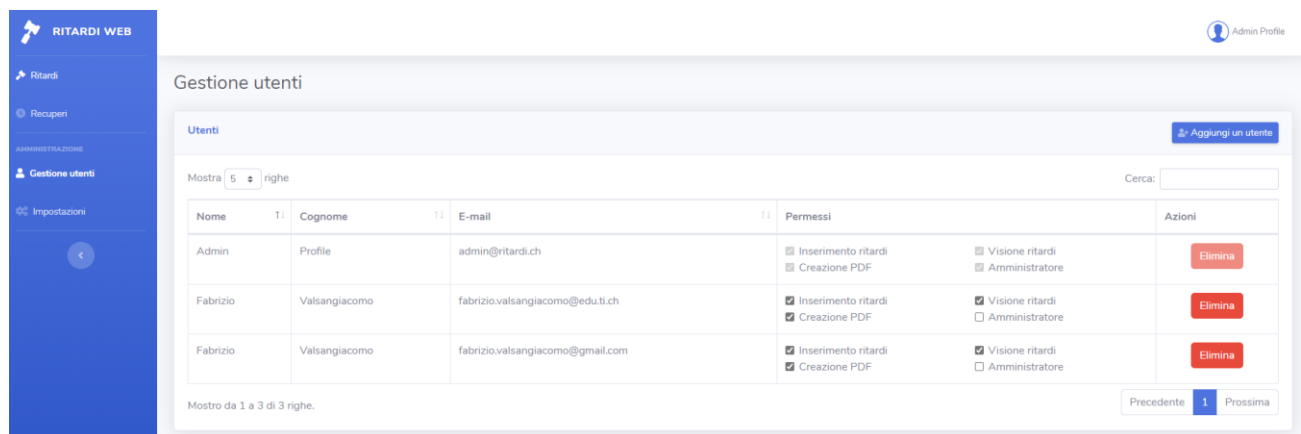 RITARDI WEB
Admin Profile
Ritardi
Recuperi
AMMINISTRAZIONE
Gestione utenti
Impostazioni
Gestione utenti
Utenti
Aggiungi un utente
Mostra 5 righe
Cerca:
Nome Cognome E-mail Permessi Azioni
Admin Profile admin@ritardi.ch Inserimento ritardi Visione ritardi Elimina
Creazione PDF Amministratore
Fabrizio Valsangiacomo fabrizio.valsangiacomo@edu.ti.ch Inserimento ritardi Visione ritardi Elimina
Creazione PDF Amministratore
Fabrizio Valsangiacomo fabrizio.valsangiacomo@gmail.com Inserimento ritardi Visione ritardi Elimina
Creazione PDF Amministratore
Mostro da 1 a 3 di 3 righe.
Precedente 1 Prossima